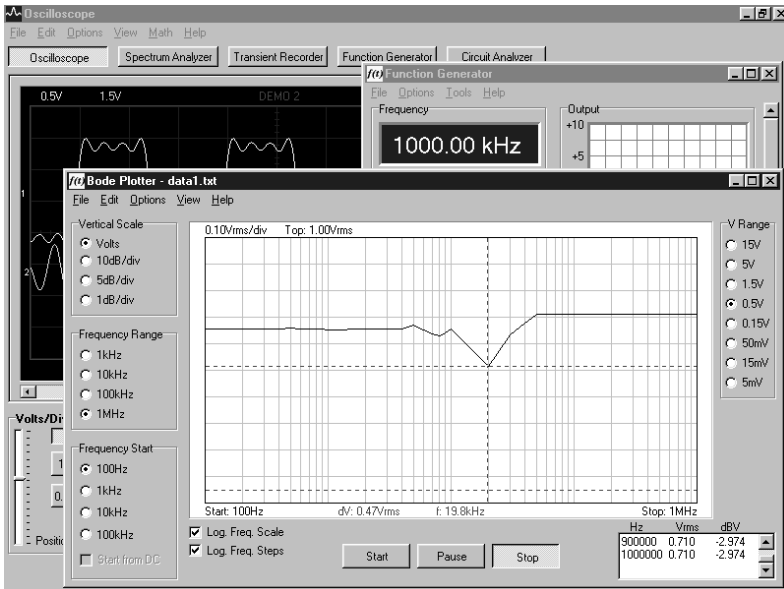 Oscilloscope
File Edit Options View Math Help
Oscilloscope Spectrum Analyzer Transient Recorder Function Generator Circuit Analyzer
0.5V 1.5V DEMO 2
1
2
f(t) Function Generator
File Options Tools Help
Frequency
1000.00 kHz
Output
+10
+5
f(t) Bode Plotter - data1.txt
File Edit Options View Help
Vertical Scale
Volts
10dB/div
5dB/div
1dB/div
Frequency Range
1kHz
10kHz
100kHz
1MHz
Frequency Start
100Hz
1kHz
10kHz
100kHz
Start from DC
0.10Vrms/div Top: 1.00Vrms
Start: 100Hz dV: 0.47Vrms f: 19.8kHz Stop: 1MHz
V Range
15V
5V
1.5V
0.5V
0.15V
50mV
15mV
5mV
Log. Freq. Scale
Log. Freq. Steps
Start Pause Stop
Hz Vrms dBV
900000 0.710 -2.974
1000000 0.710 -2.974
Volts/Di
1
0.
Positio